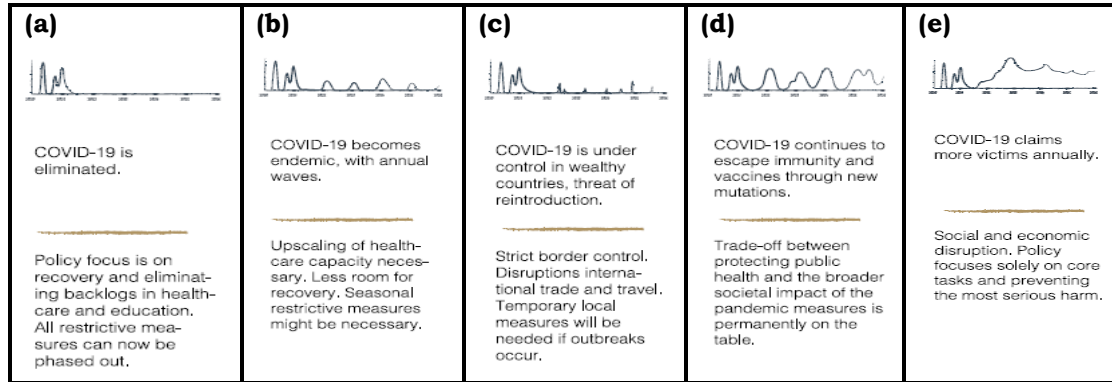 (a)
COVID-19 is
eliminated.
Policy focus is on
recovery and eliminat-
ing backlogs in health-
care and education.
All restrictive mea-
sures can now be
phased out.
(b)
COVID-19 becomes
endemic, with annual
waves.
Upscaling of health-
care capacity neces-
sary. Less room for
recovery. Seasonal
restrictive measures
might be necessary.
(c)
COVID-19 is under
control in wealthy
countries, threat of
reintroduction.
Strict border control.
Disruptions interna-
tional trade and travel.
Temporary local
measures will be
needed if outbreaks
occur.
(d)
COVID-19 continues to
escape immunity and
vaccines through new
mutations.
Trade-off between
protecting public
health and the broader
societal impact of the
pandemic measures is
permanently on the
table.
(e)
COVID-19 claims
more victims annually.
Social and economic
disruption. Policy
focuses solely on core
tasks and preventing
the most serious harm.